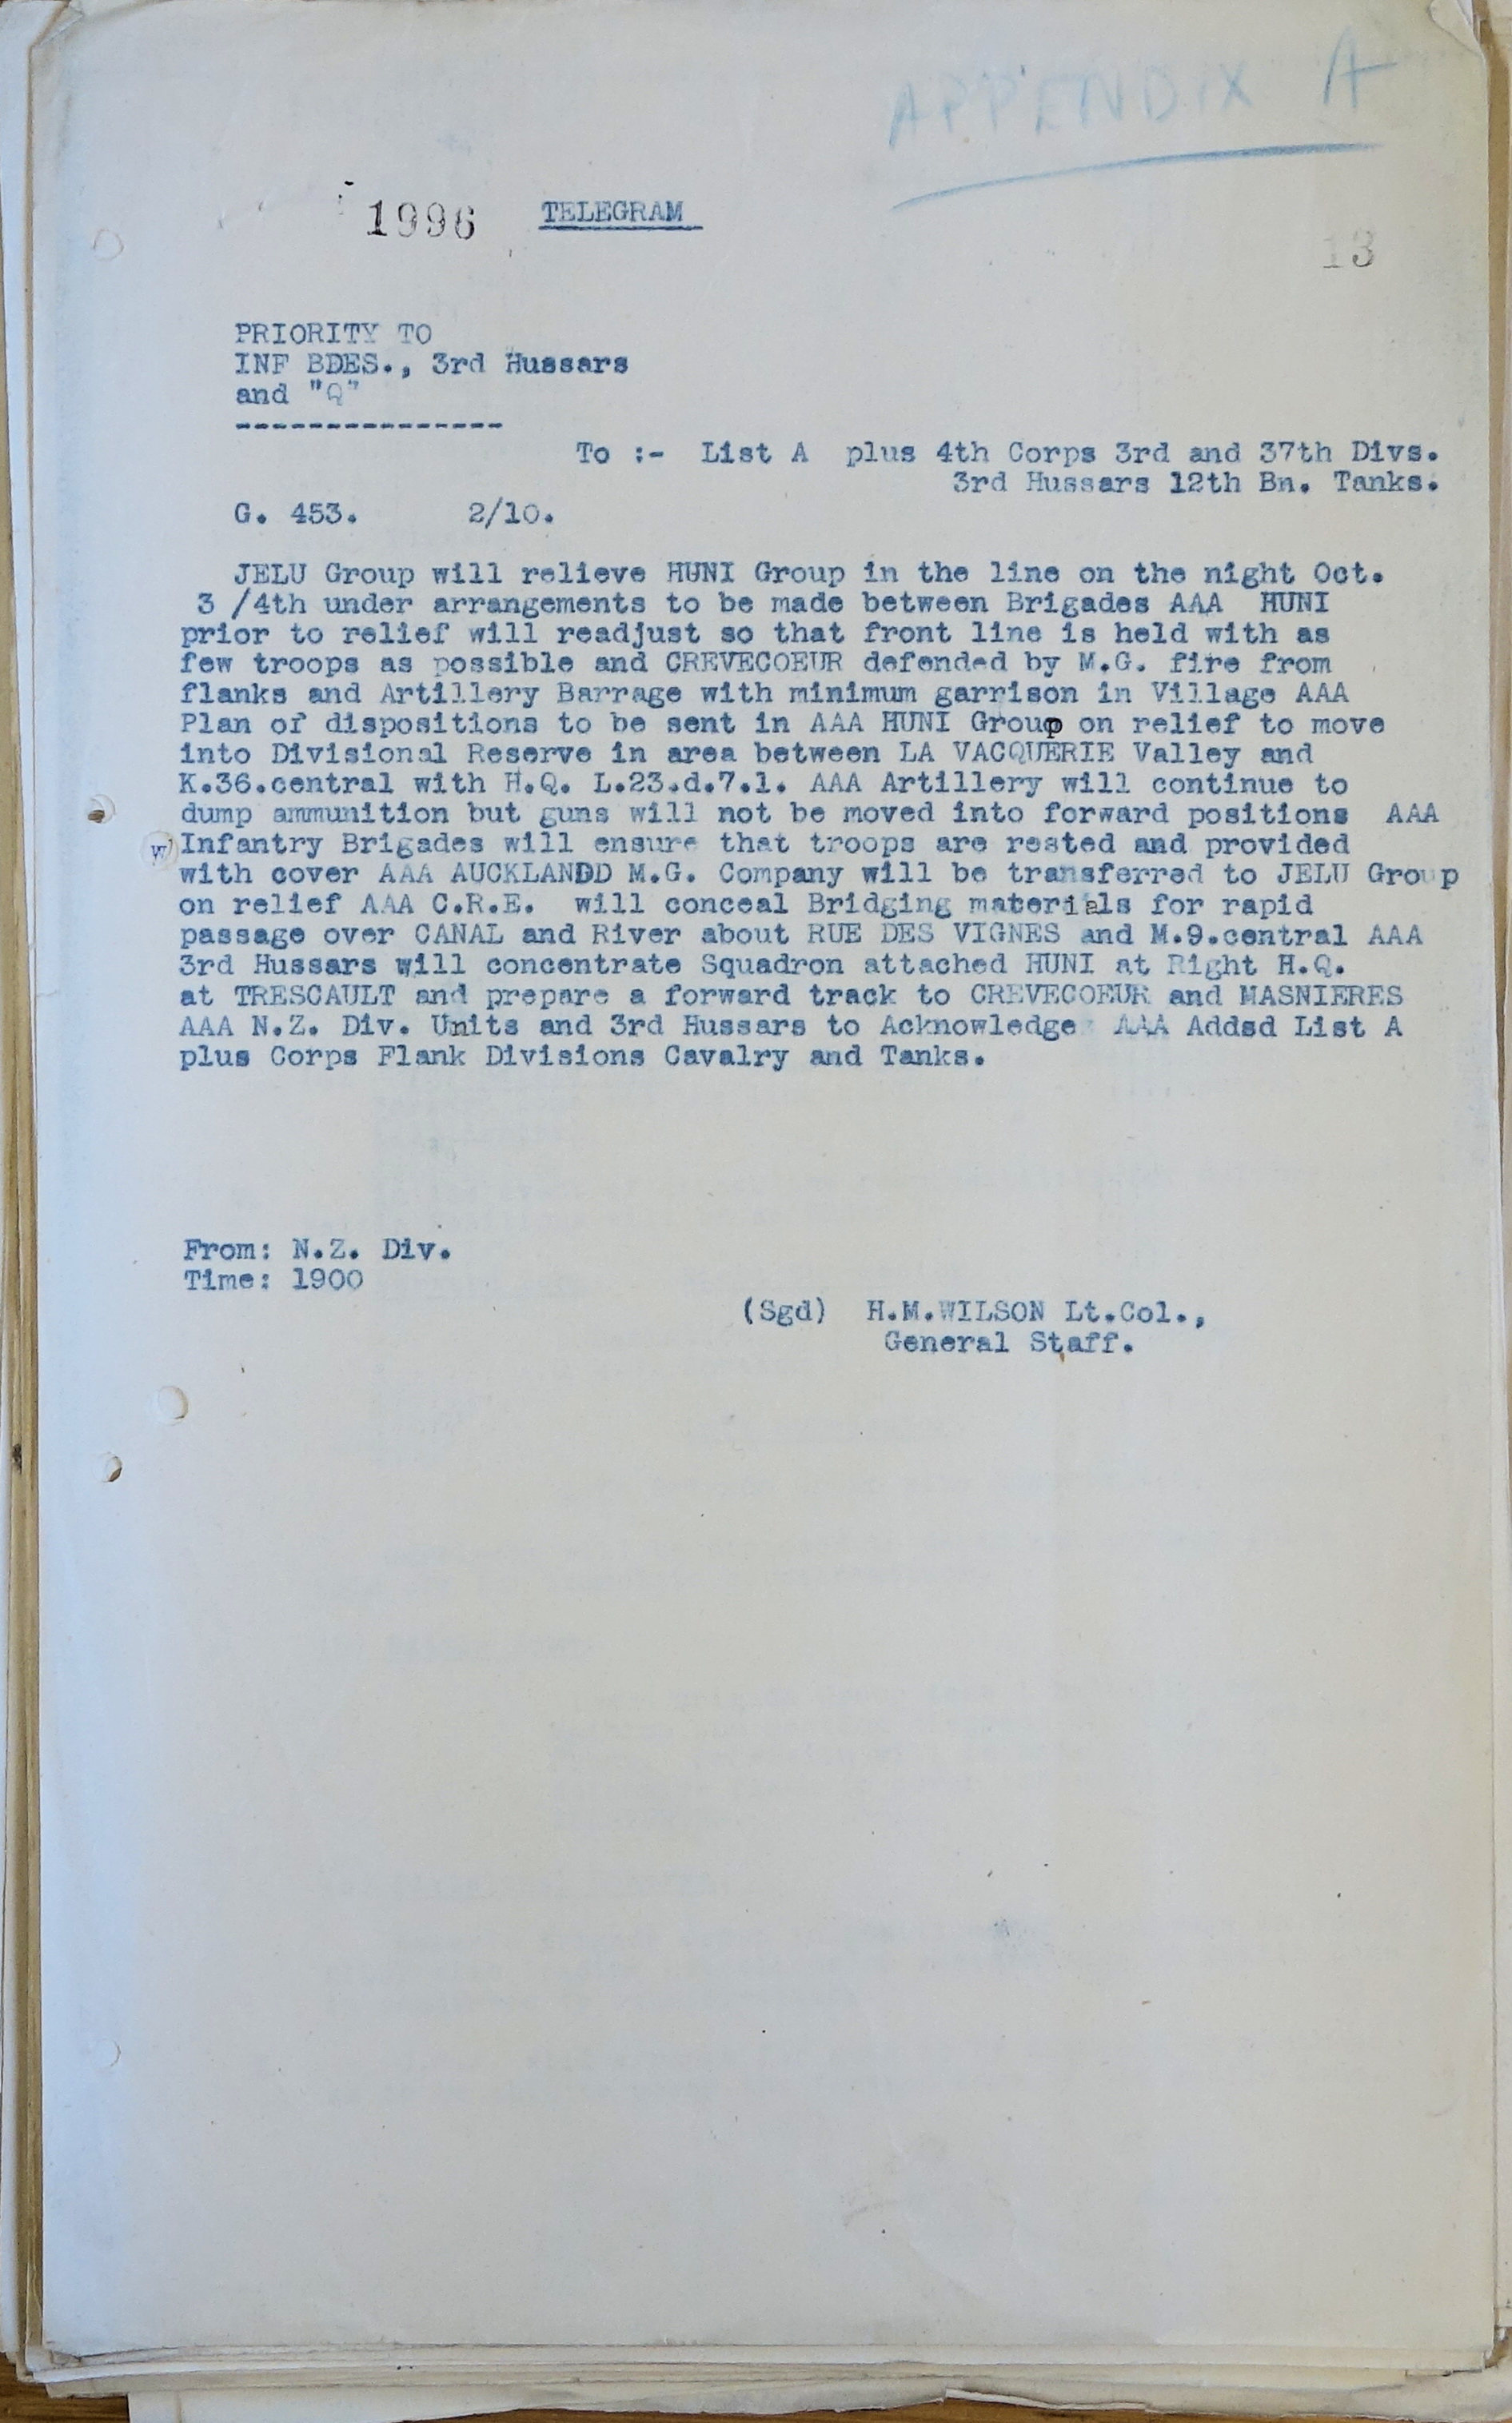 APPENDIX A
1996 TELEGRAM
13
PRIORITY TO
INF BDES., 3rd Hussars
and "Q"
----------------
To :- List A plus 4th Corps 3rd and 37th Divs.
3rd Hussars 12th Bn. Tanks.
G. 453. 2/10.
JELU Group will relieve HUNI Group in the line on the night Oct.
3 /4th under arrangements to be made between Brigades AAA HUNI
prior to relief will readjust so that front line is held with as
few troops as possible and CREVECOEUR defended by M.G. fire from
flanks and Artillery Barrage with minimum garrison in Village AAA
Plan of dispositions to be sent in AAA HUNI Group on relief to move
into Divisional Reserve in area between LA VACQUERIE Valley and
K.36.central with H.Q. L.23.d.7.1. AAA Artillery will continue to
dump ammunition but guns will not be moved into forward positions AAA
Infantry Brigades will ensure that troops are rested and provided
with cover AAA AUCKLANDD M.G. Company will be transferred to JELU Group
on relief AAA C.R.E. will conceal Bridging materials for rapid
passage over CANAL and River about RUE DES VIGNES and M.9.central AAA
3rd Hussars will concentrate Squadron attached HUNI at Right H.Q.
at TRESCAULT and prepare a forward track to CREVECOEUR and MASNIERES
AAA N.Z. Div. Units and 3rd Hussars to Acknowledge AAA Addsd List A
plus Corps Flank Divisions Cavalry and Tanks.
From: N.Z. Div.
Time: 1900
(Sgd) H.M.WILSON Lt.Col.,
General Staff.